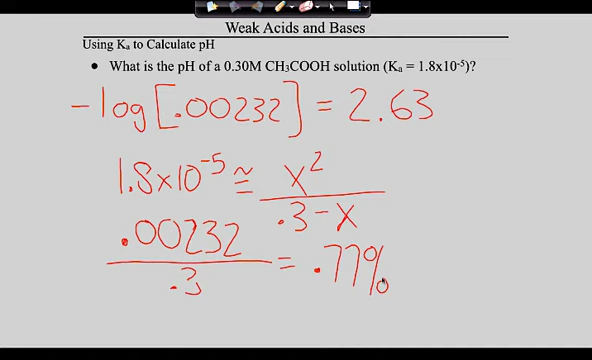 Weak Acids and Bases
Using Kₐ to Calculate pH
• What is the pH of a 0.30M CH₃COOH solution (Kₐ = 1.8x10⁻⁵)?
-log[.00232] = 2.63
1.8x10⁻⁵ ≅ x²/.3-x
.00232/.3 = .77%